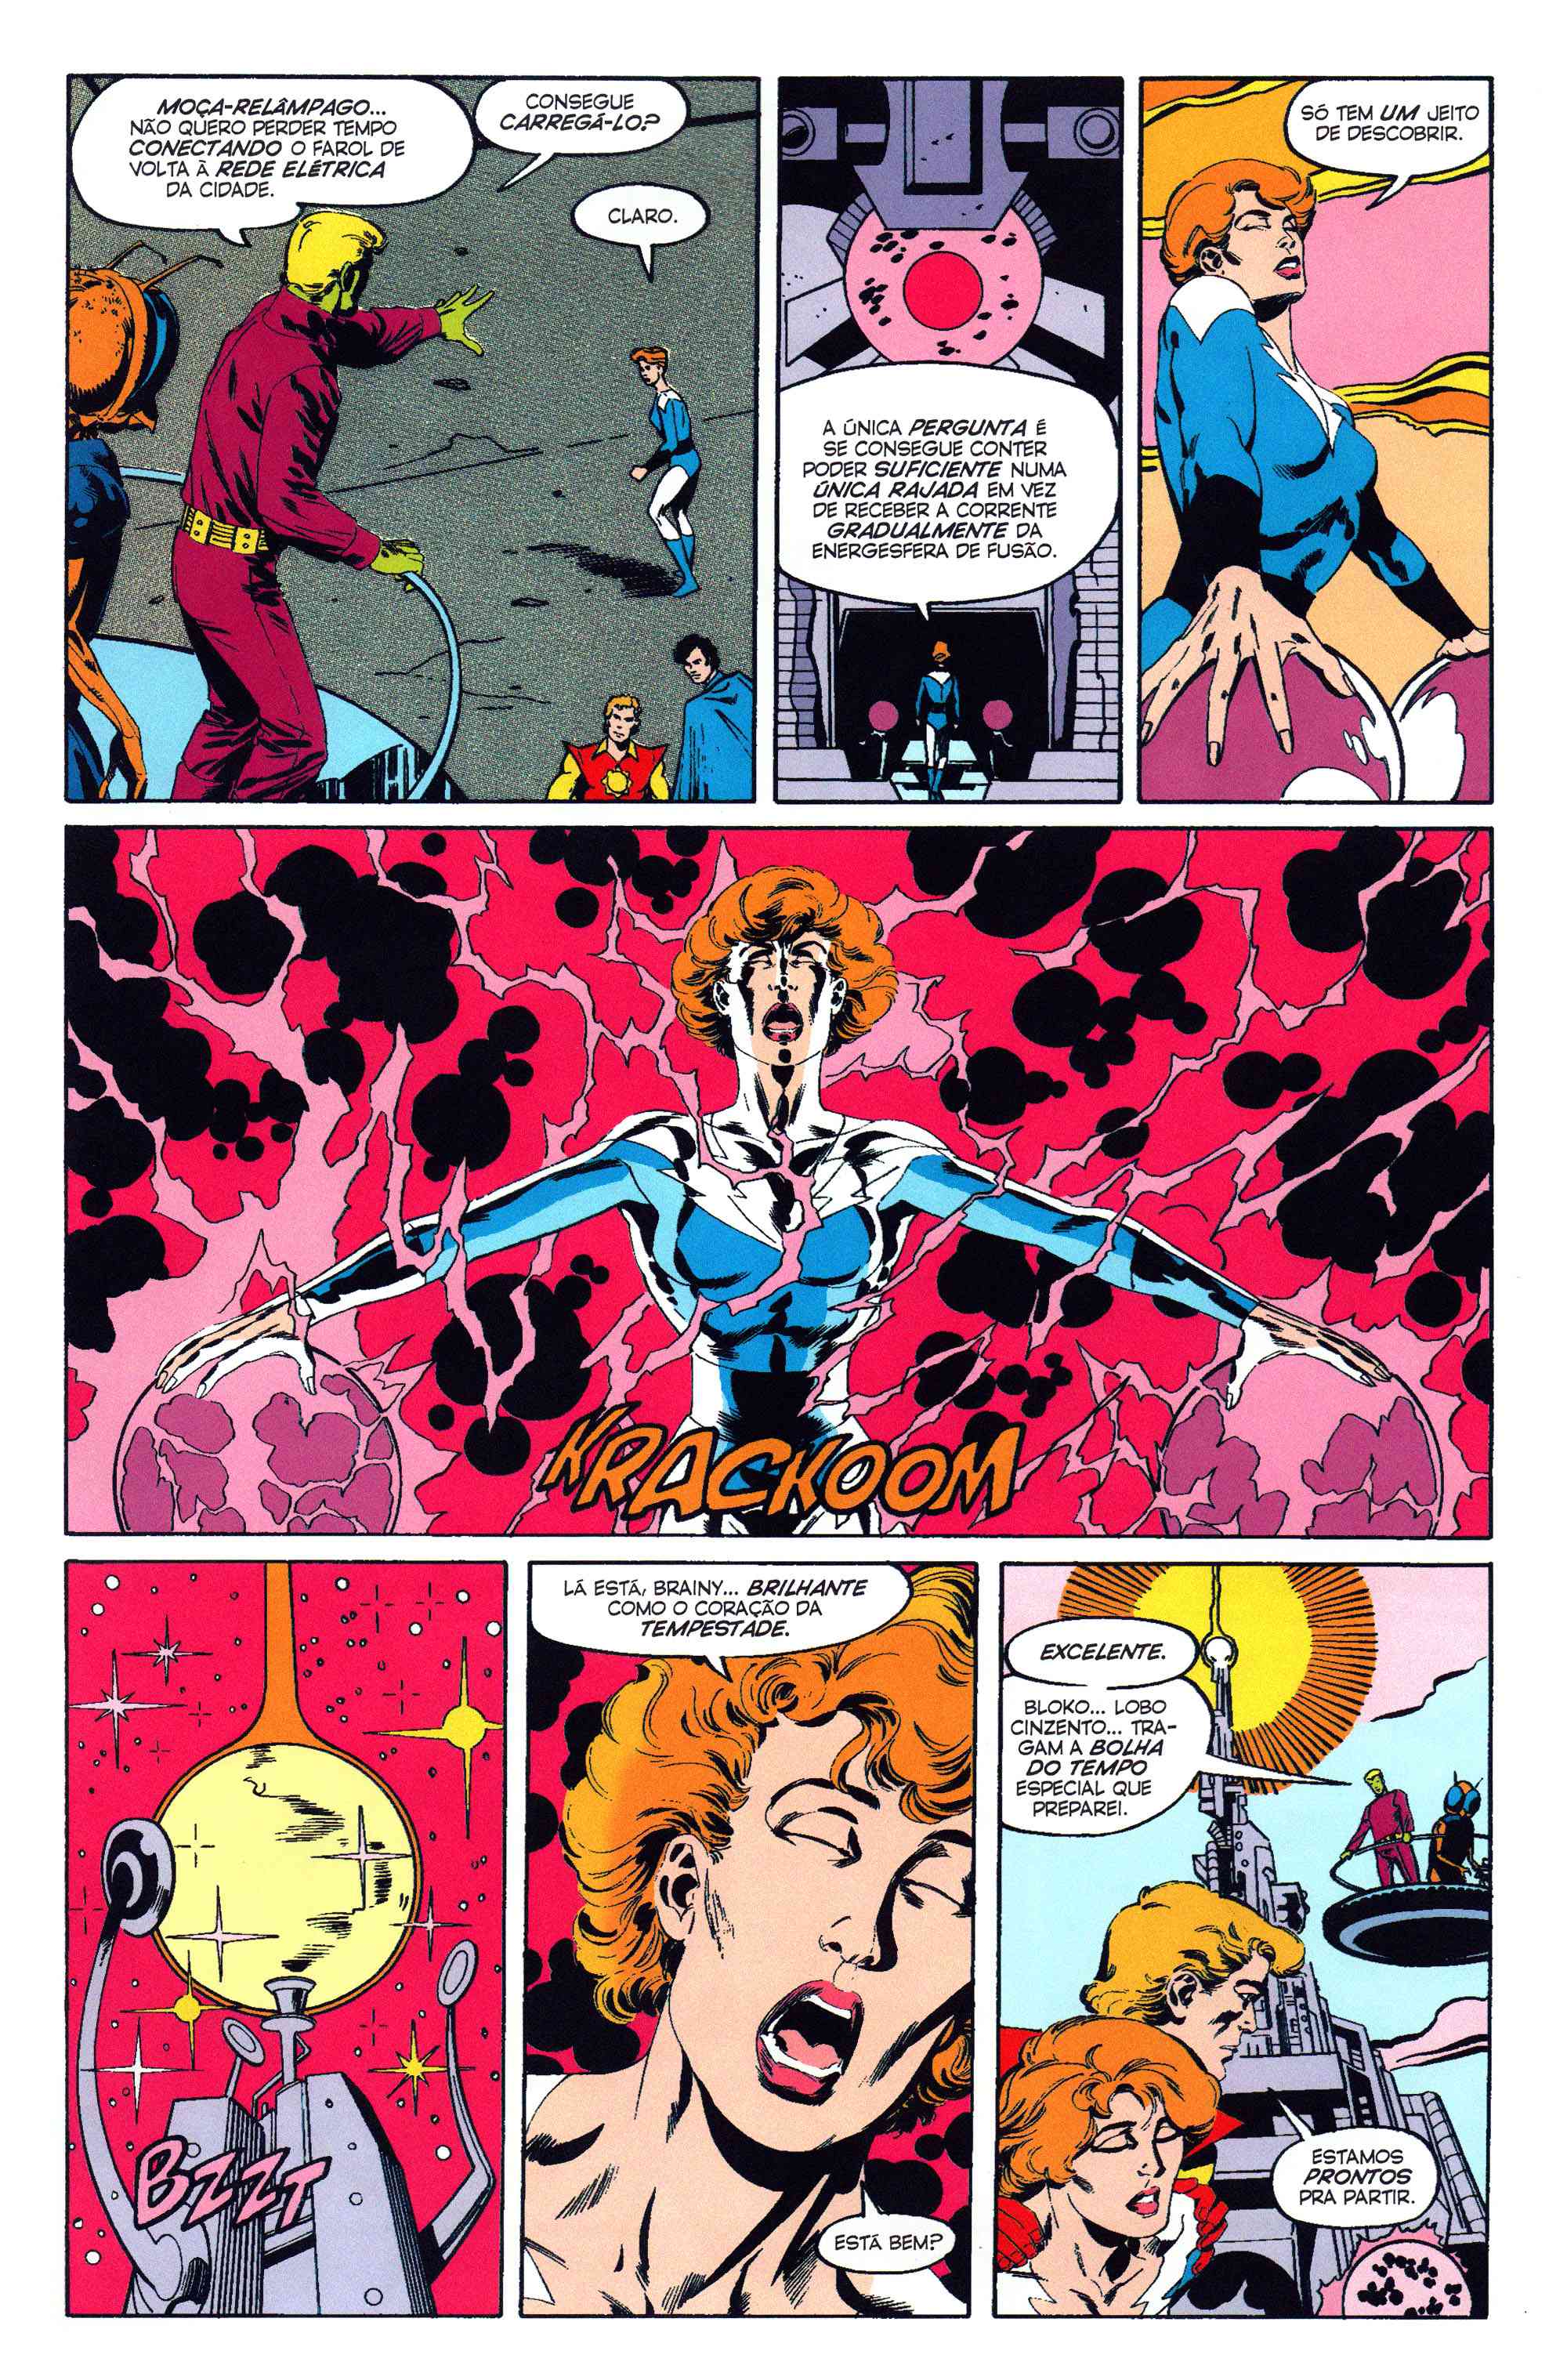 MOÇA-RELÂMPAGO...
NÃO QUERO PERDER TEMPO
CONECTANDO O FAROL DE
VOLTA À REDE ELÉTRICA
DA CIDADE.
CONSEGUE
CARREGÁ-LO?
CLARO.
A ÚNICA PERGUNTA É
SE CONSEGUE CONTER
PODER SUFICIENTE NUMA
ÚNICA RAJADA EM VEZ
DE RECEBER A CORRENTE
GRADUALMENTE DA
ENERGESFERA DE FUSÃO.
SÓ TEM UM JEITO
DE DESCOBRIR.
KRACKOOM
BZZT
LÁ ESTÁ, BRAINY... BRILHANTE
COMO O CORAÇÃO DA
TEMPESTADE.
ESTÁ BEM?
EXCELENTE.
BLOKO... LOBO
CINZENTO... TRA-
GAM A BOLHA
DO TEMPO
ESPECIAL QUE
PREPAREI.
ESTAMOS
PRONTOS
PRA PARTIR.